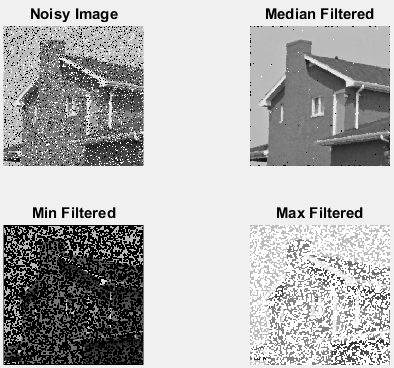 Noisy Image
Median Filtered
Min Filtered
Max Filtered